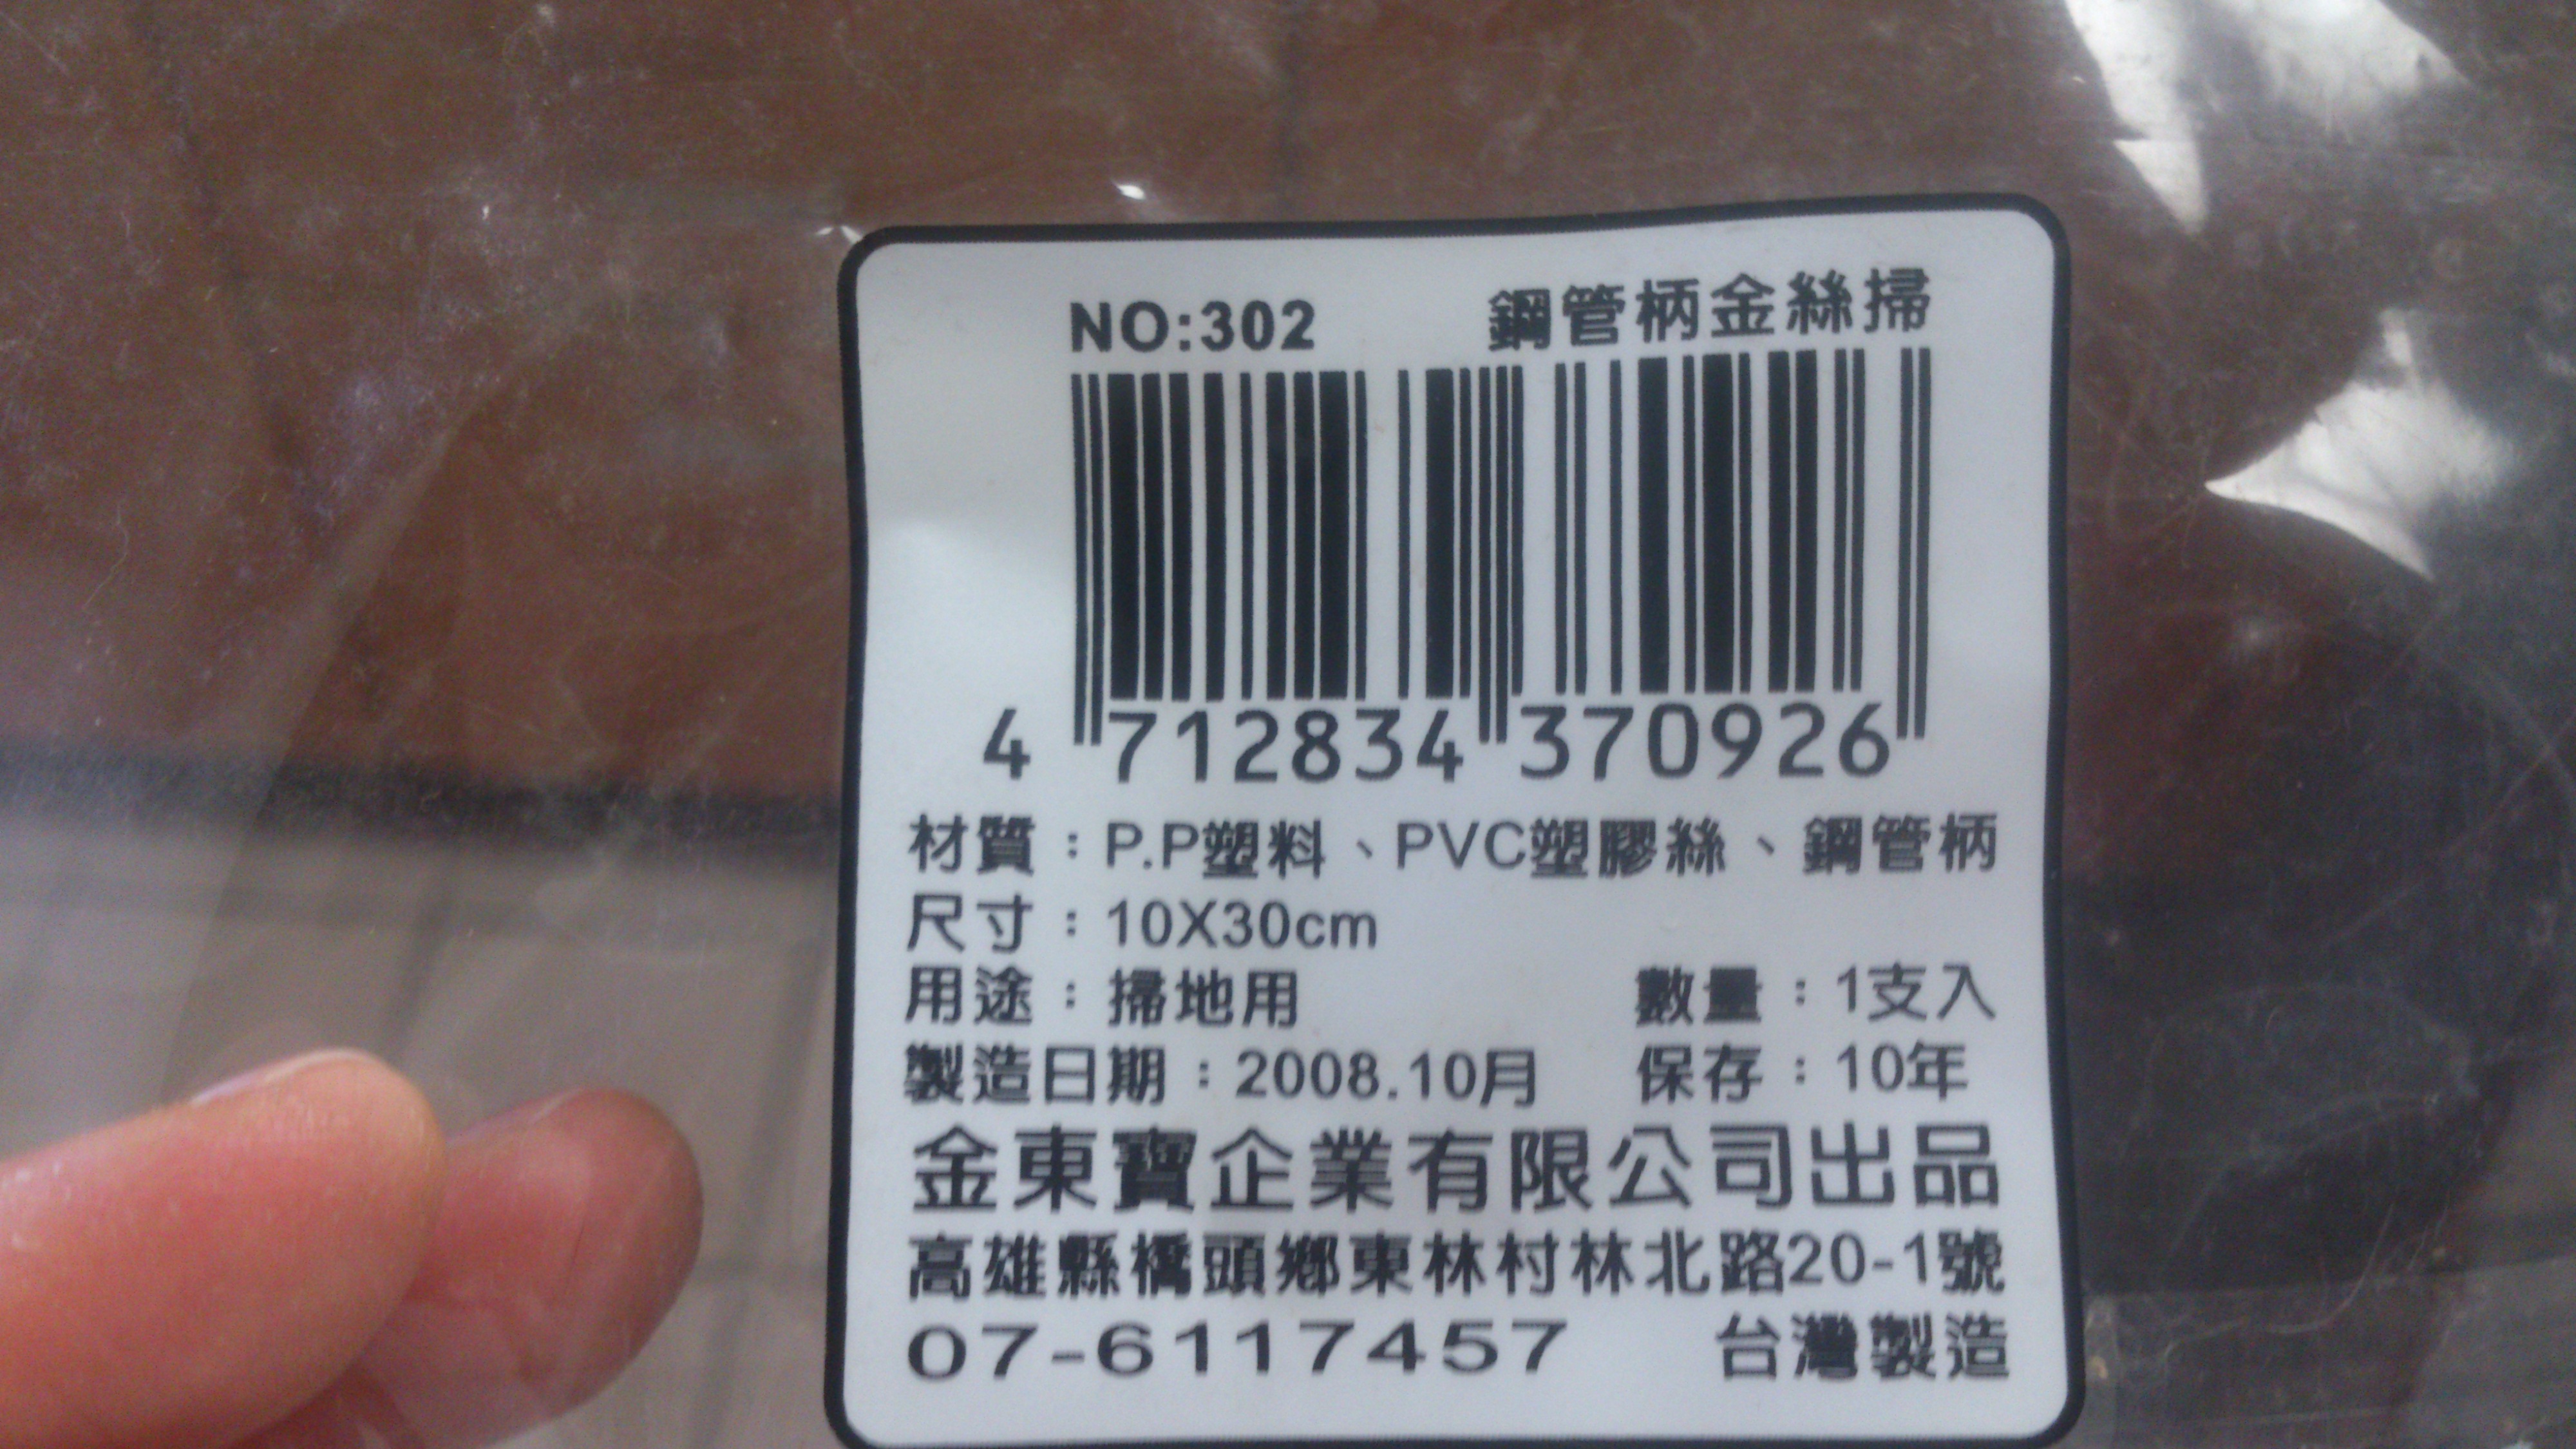 NO:302 鋼管柄金絲掃
4 712834 370926
材質：P.P塑料、PVC塑膠絲、鋼管柄
尺寸：10X30cm
用途：掃地用 數量：1支入
製造日期：2008.10月 保存：10年
金東寶企業有限公司出品
高雄縣橋頭鄉東林村林北路20-1號
07-6117457 台灣製造